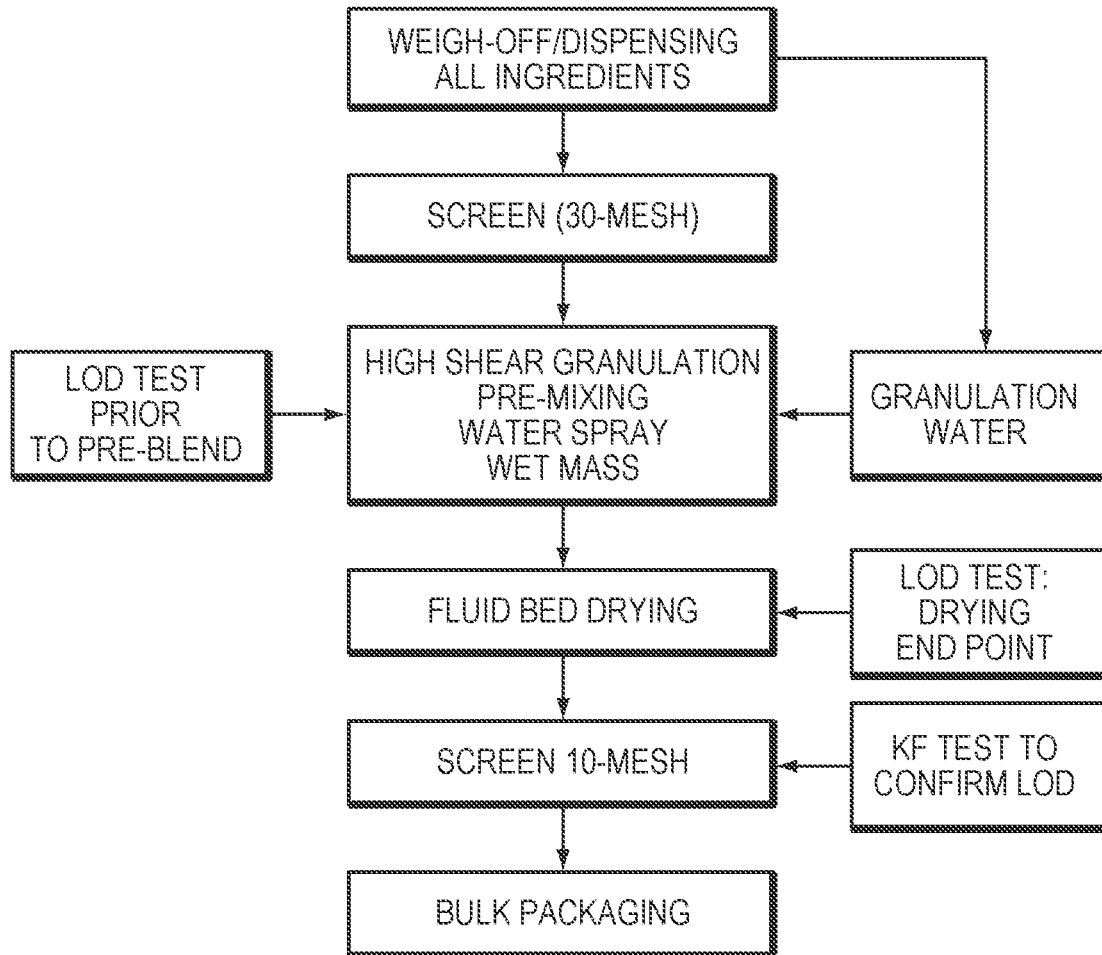 WEIGH-OFF/DISPENSING
ALL INGREDIENTS
SCREEN (30-MESH)
LOD TEST
PRIOR
TO PRE-BLEND
HIGH SHEAR GRANULATION
PRE-MIXING
WATER SPRAY
WET MASS
GRANULATION
WATER
FLUID BED DRYING
LOD TEST:
DRYING
END POINT
SCREEN 10-MESH
KF TEST TO
CONFIRM LOD
BULK PACKAGING